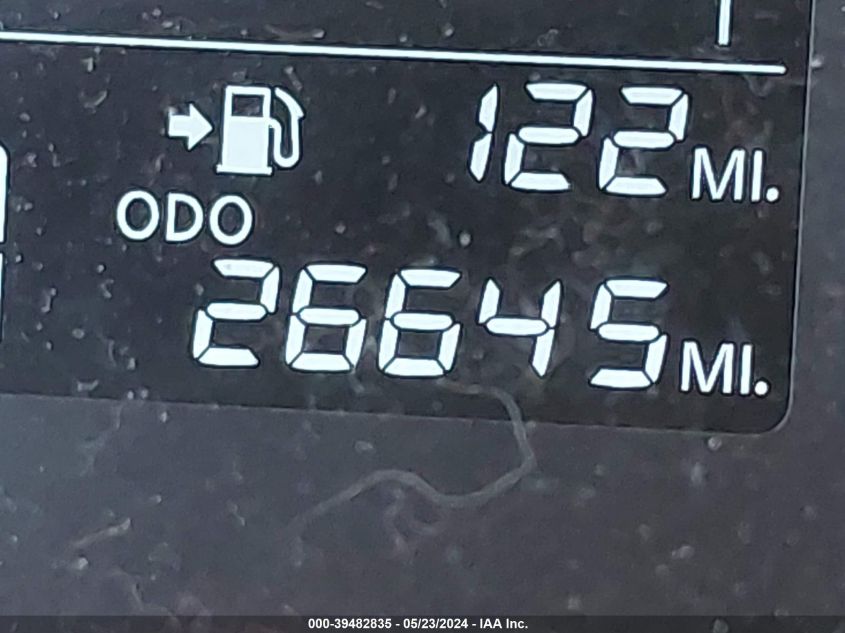 122 MI.
ODO
26645 MI.
000-39482835 - 05/23/2024 - IAA Inc.